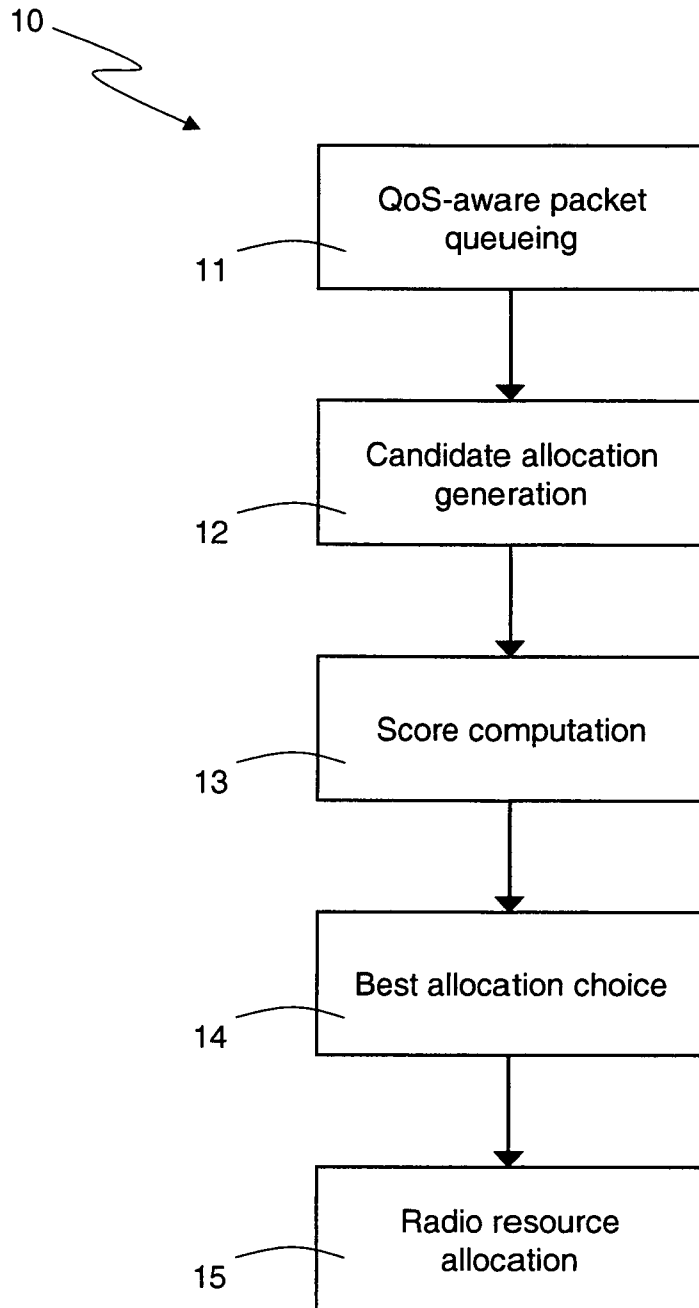 10
QoS-aware packet
queueing
11
Candidate allocation
generation
12
Score computation
13
Best allocation choice
14
Radio resource
allocation
15